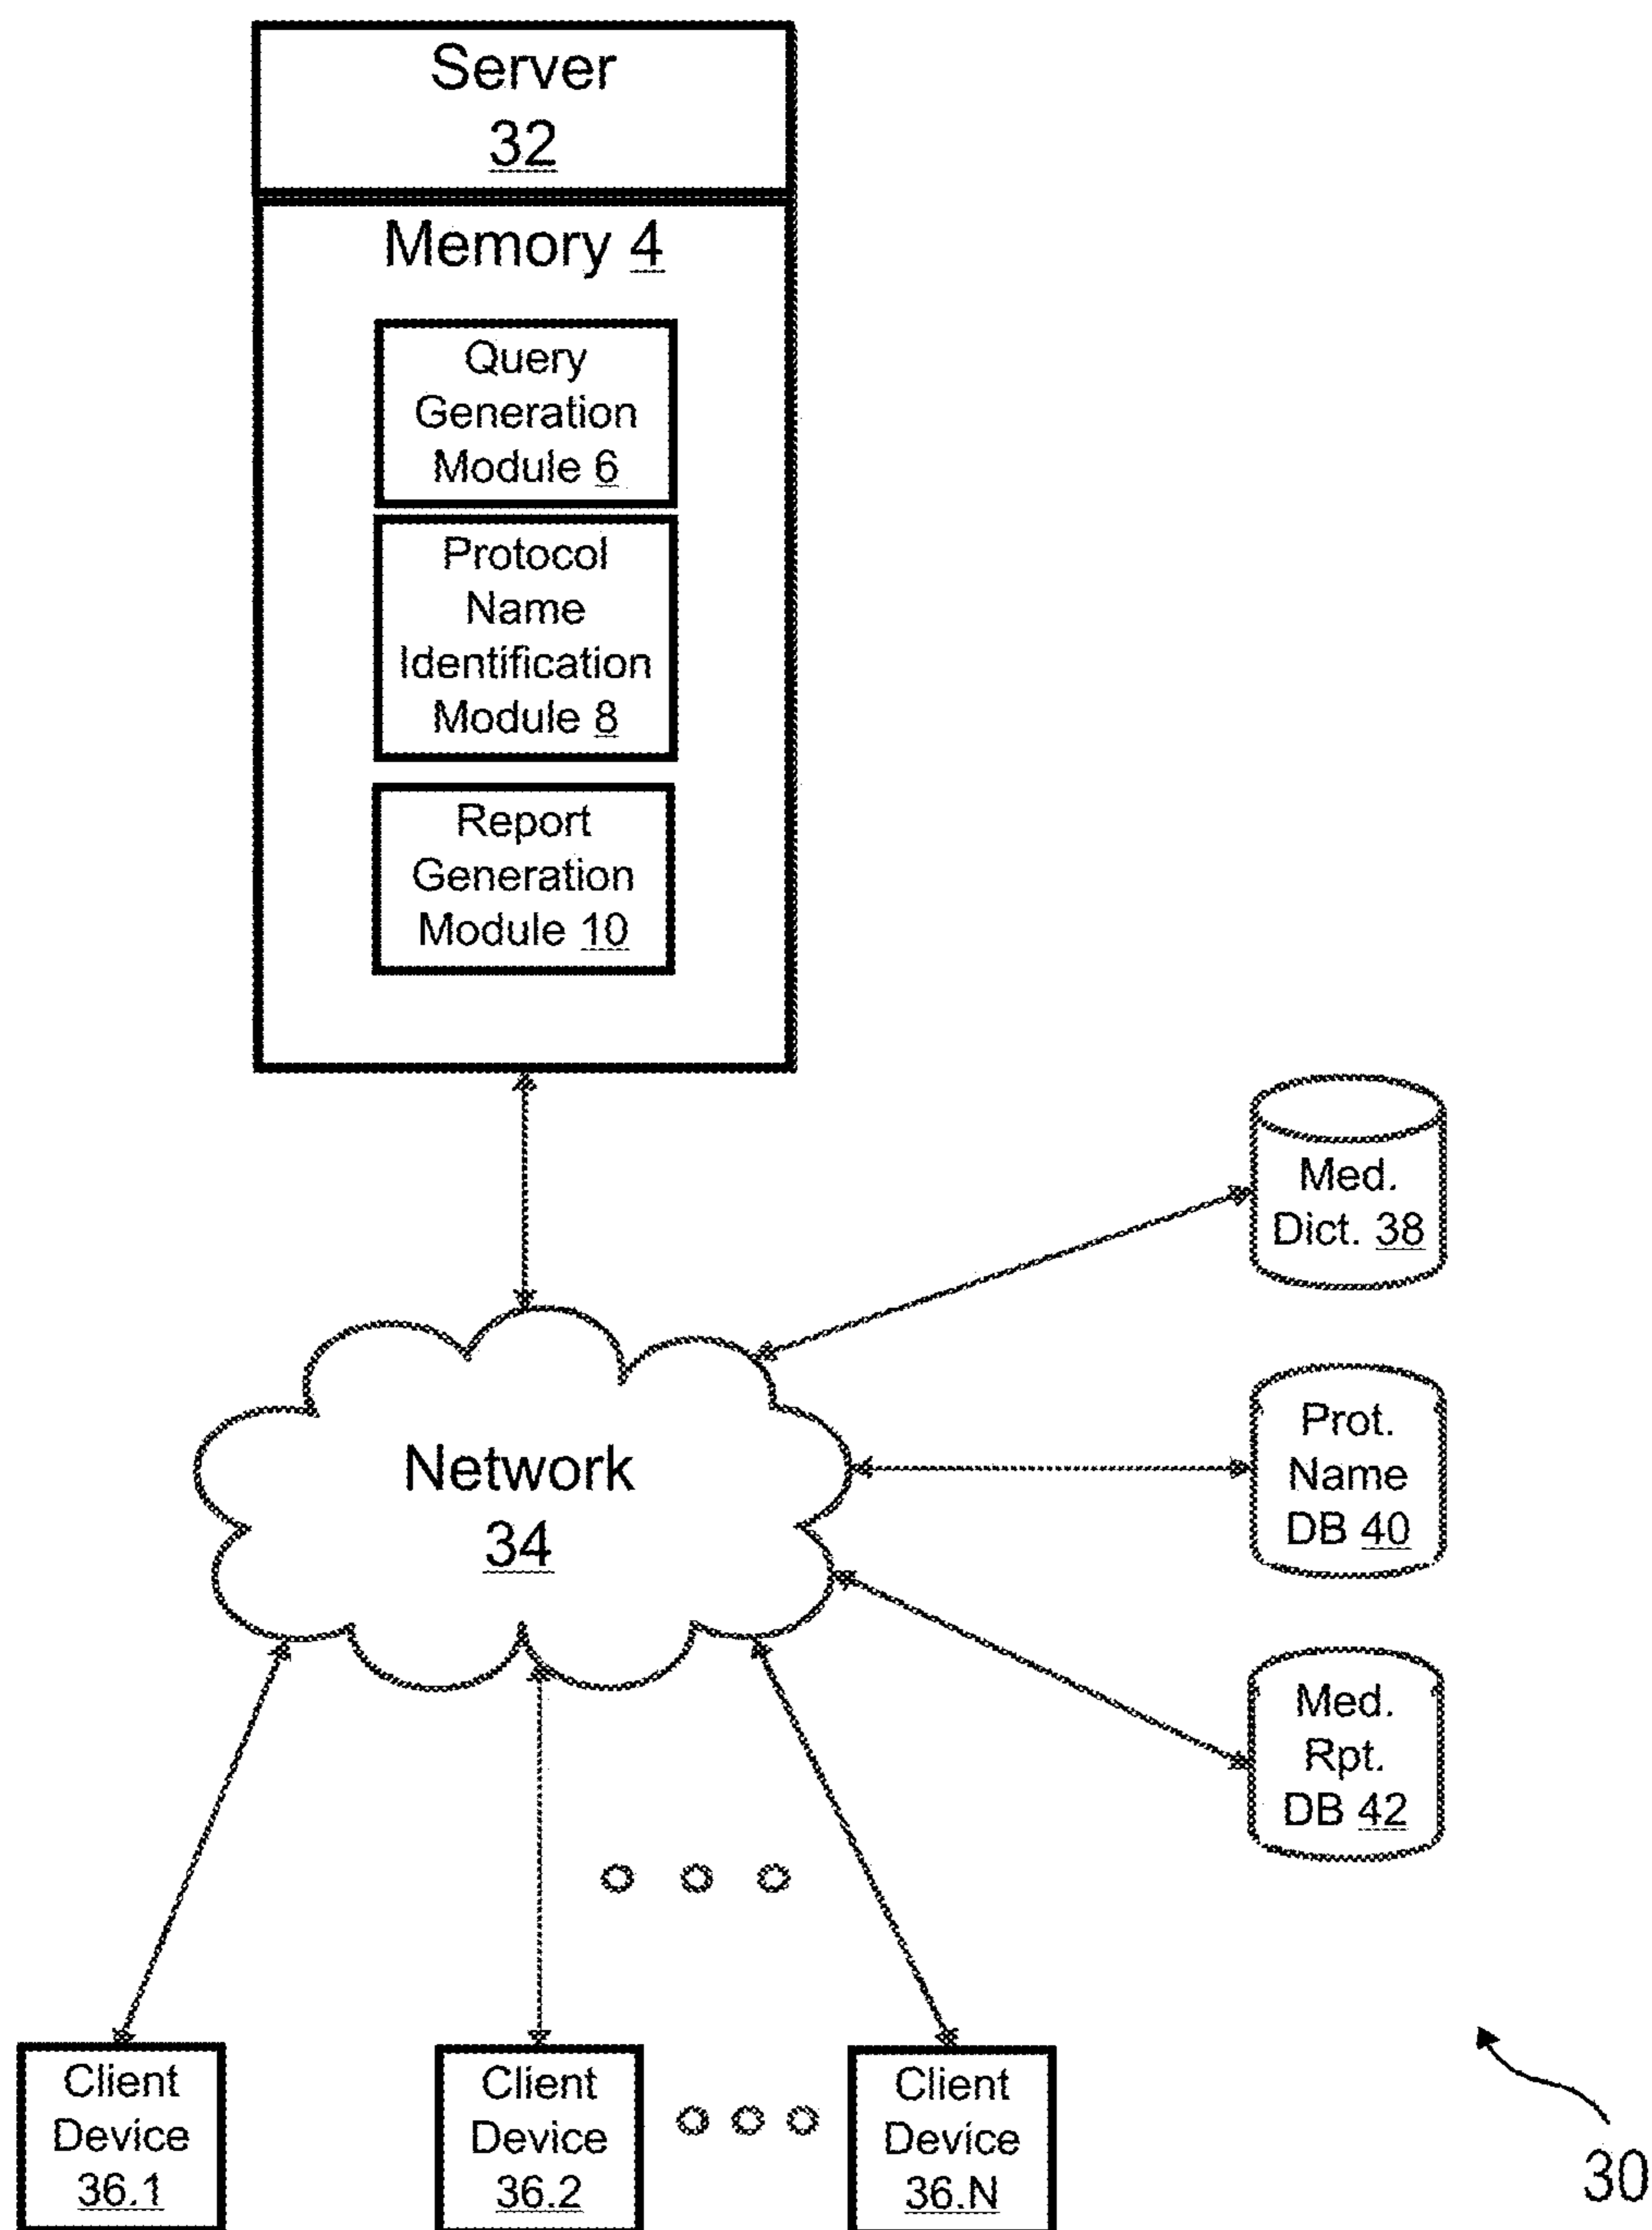 Server
32
Memory 4
Query
Generation
Module 6
Protocol
Name
Identification
Module 8
Report
Generation
Module 10
Med.
Dict. 38
Network
34
Prot.
Name
DB 40
Med.
Rpt.
DB 42
Client
Device
36.1
Client
Device
36.2
Client
Device
36.N
30